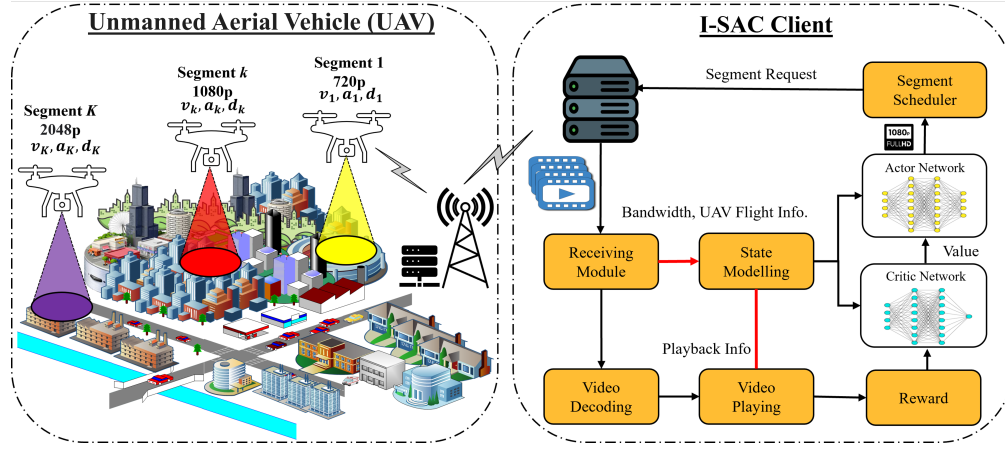 Unmanned Aerial Vehicle (UAV)
Segment K
2048p
v_K, a_K, d_K
Segment k
1080p
v_k, a_k, d_k
Segment 1
720p
v_1, a_1, d_1
I-SAC Client
Segment Request
Segment
Scheduler
1080p
FULLHD
Actor Network
Bandwidth, UAV Flight Info.
Receiving
Module
State
Modelling
Value
Critic Network
Playback Info
Video
Decoding
Video
Playing
Reward